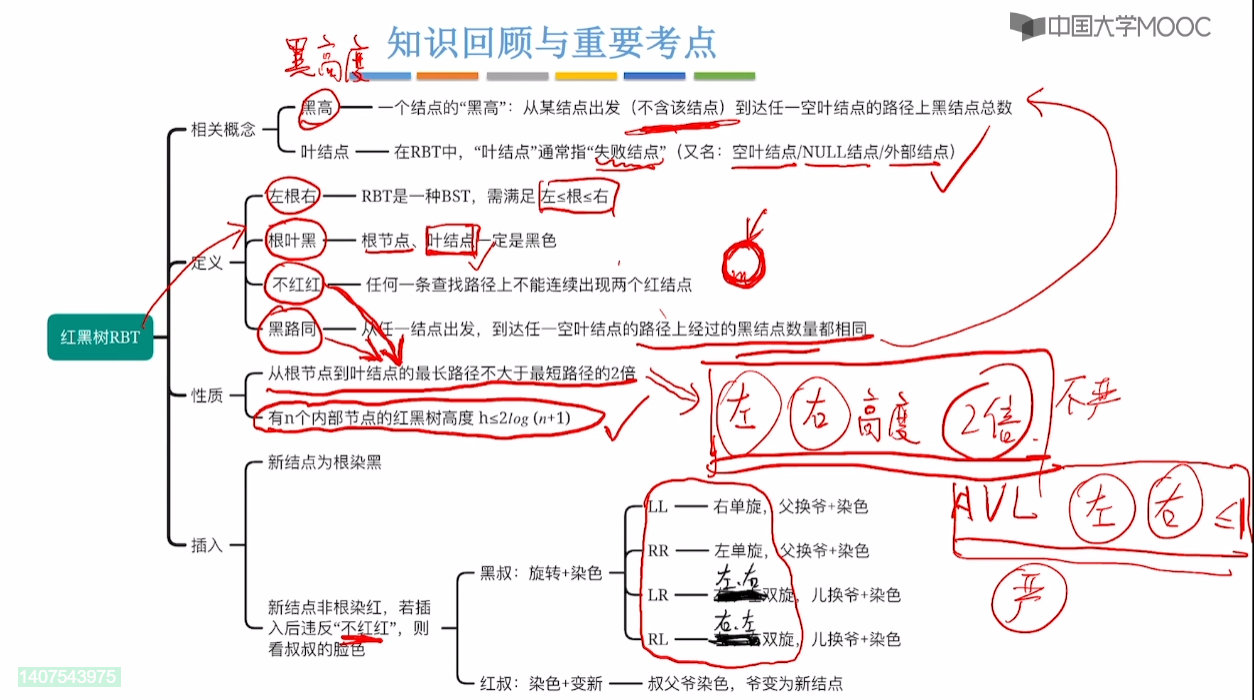 中国大学MOOC
知识回顾与重要考点
黑高度
黑高
一个结点的“黑高”：从某结点出发（不含该结点）到达任一空叶结点的路径上黑结点总数
相关概念
叶结点
在RBT中，“叶结点”通常指“失败结点”（又名：空叶结点/NULL结点/外部结点）
左根右
RBT是一种BST，需满足 左≤根≤右
根叶黑
根节点、叶结点一定是黑色
定义
不红红
任何一条查找路径上不能连续出现两个红结点
黑路同
从任一结点出发，到达任一空叶结点的路径上经过的黑结点数量都相同
红黑树RBT
从根节点到叶结点的最长路径不大于最短路径的2倍
性质
有n个内部节点的红黑树高度 h≤2log (n+1)
左 右 高度 2倍
不严
AVL 左 右 ≤1
严
新结点为根染黑
插入
新结点非根染红，若插
入后违反“不红红”，则
看叔叔的脸色
黑叔：旋转+染色
LL
右单旋，父换爷+染色
RR
左单旋，父换爷+染色
左、右
LR
双旋，儿换爷+染色
右、左
RL
双旋，儿换爷+染色
红叔：染色+变新
叔父爷染色，爷变为新结点
1407543975